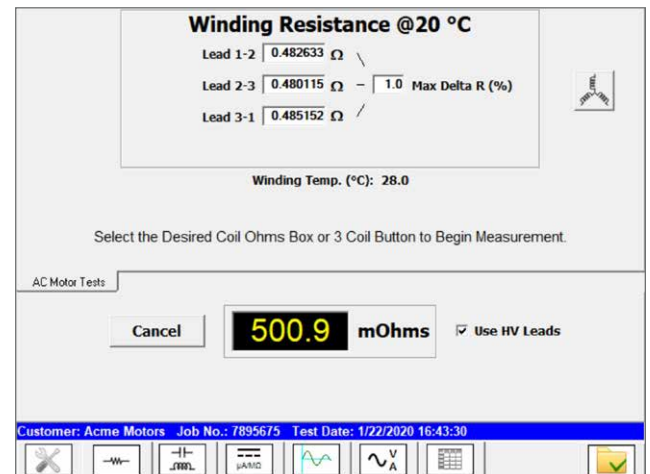 Winding Resistance @20 °C
Lead 1-2 0.482633 Ω
Lead 2-3 0.480115 Ω – 1.0 Max Delta R (%)
Lead 3-1 0.485152 Ω
Winding Temp. (°C): 28.0
Select the Desired Coil Ohms Box or 3 Coil Button to Begin Measurement.
AC Motor Tests
Cancel 500.9 mOhms Use HV Leads
Customer: Acme Motors Job No.: 7895675 Test Date: 1/22/2020 16:43:30
µA/MΩ V A